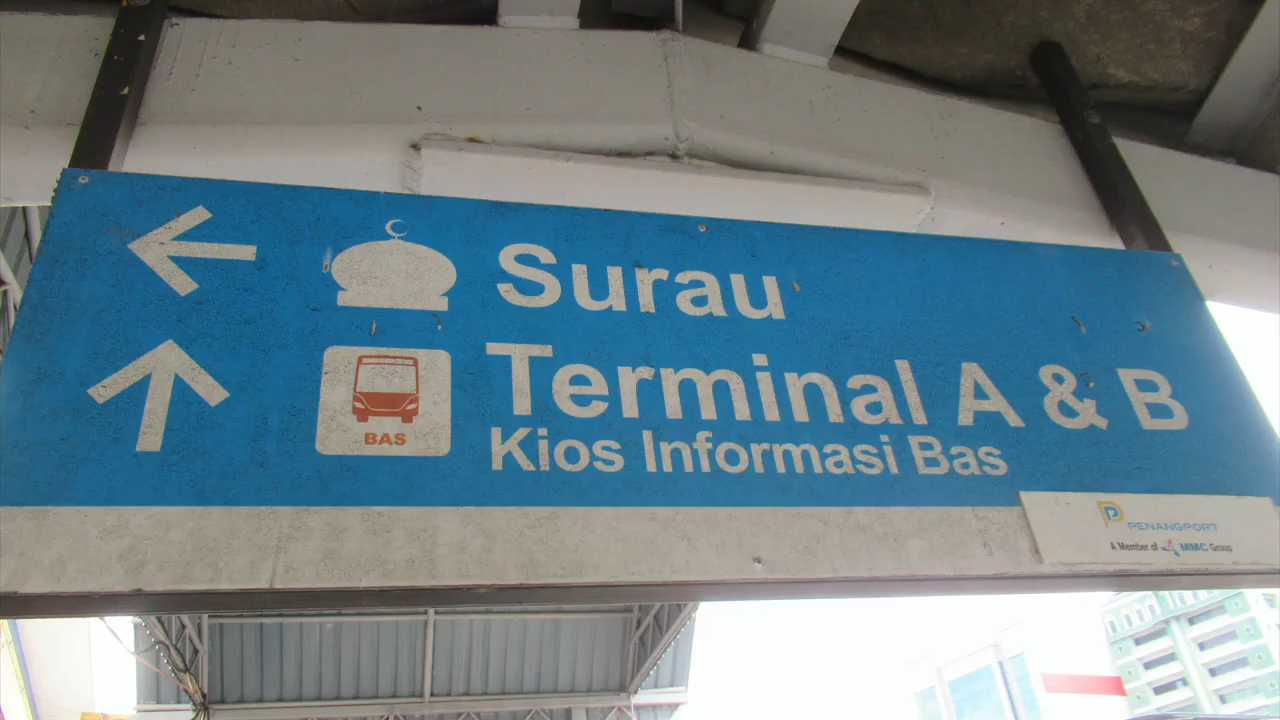 Surau
Terminal A & B
Kios Informasi Bas
BAS
PENANGPORT
A Member of MMC Group